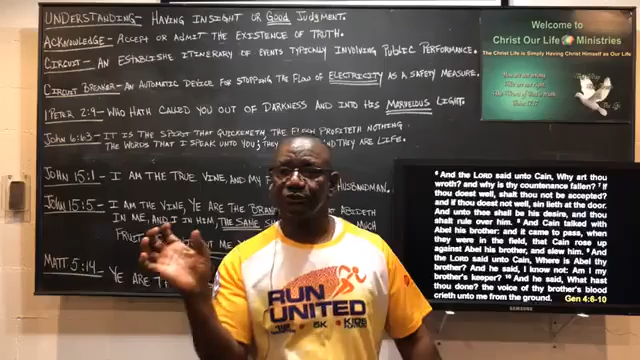 UNDERSTANDING- HAVING INSIGHT OR GOOD JUDGMENT.
ACKNOWLEDGE- ACCEPT OR ADMIT THE EXISTENCE OF TRUTH.
CIRCUIT- AN ESTABLISHE ITINERARY OF EVENTS TYPICALLY INVOLVING PUBLIC PERFORMANCE.
CIRCUIT BREAKER- AN AUTOMATIC DEVICE FOR STOPPING THE FLOW OF ELECTRICITY AS A SAFETY MEASURE.
1 PETER 2:9- WHO HATH CALLED YOU OUT OF DARKNESS AND INTO HIS MARVELOUS LIGHT.
JOHN 6:63- IT IS THE SPIRIT THAT QUICKENETH THE FLESH PROFITETH NOTHING
THE WORDS THAT I SPEAK UNTO YOU THEY AND THEY ARE LIFE.
JOHN 15:1- I AM THE TRUE VINE, AND MY HUSBANDMAN.
JOHN 15:5- I AM THE VINE, YE ARE THE ABIDETH
IN ME, AND I IN HIM, THE SAME MUCH
FRUIT ME
MATT 5:14- YE ARE
Welcome to
Christ Our Life Ministries
The Christ Life is Simply Having Christ Himself as Our Life
The Life
6 And the LORD said unto Cain, Why art thou
wroth? and why is thy countenance fallen? 7 If
thou doest well, shalt thou not be accepted?
and if thou doest not well, sin lieth at the door.
And unto thee shall be his desire, and thou
shalt rule over him. 8 And Cain talked with
Abel his brother: and it came to pass, when
they were in the field, that Cain rose up
against Abel his brother, and slew him. 9 And
the LORD said unto Cain, Where is Abel thy
brother? And he said, I know not: Am I my
brother's keeper? 10 And he said, What hast
thou done? the voice of thy brother's blood
crieth unto me from the ground. Gen 4:6-10
SAMSUNG
RUN
UNITED
5K